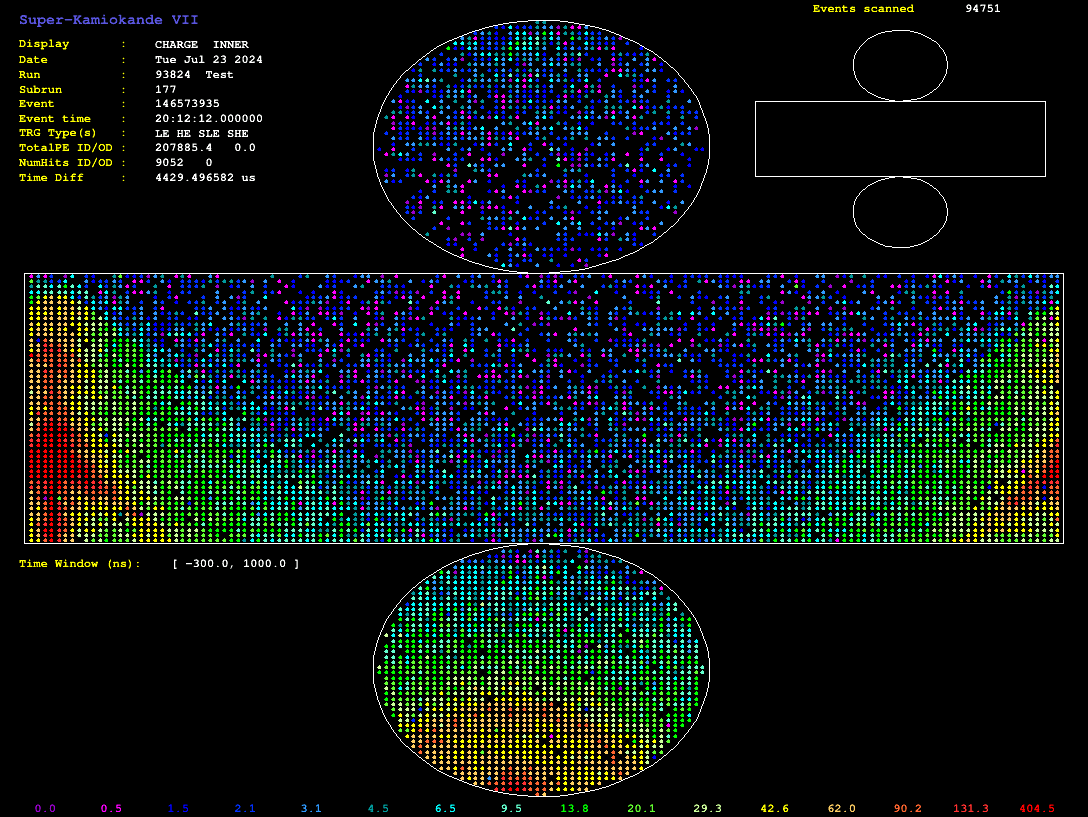 Super-Kamiokande VII
Events scanned 94751
Display : CHARGE INNER
Date : Tue Jul 23 2024
Run : 93824 Test
Subrun : 177
Event : 146573935
Event time : 20:12:12.000000
TRG Type(s) : LE HE SLE SHE
TotalPE ID/OD : 207885.4 0.0
NumHits ID/OD : 9052 0
Time Diff : 4429.496582 us
Time Window (ns): [ -300.0, 1000.0 ]
0.0 0.5 1.5 2.1 3.1 4.5 6.5 9.5 13.8 20.1 29.3 42.6 62.0 90.2 131.3 404.5